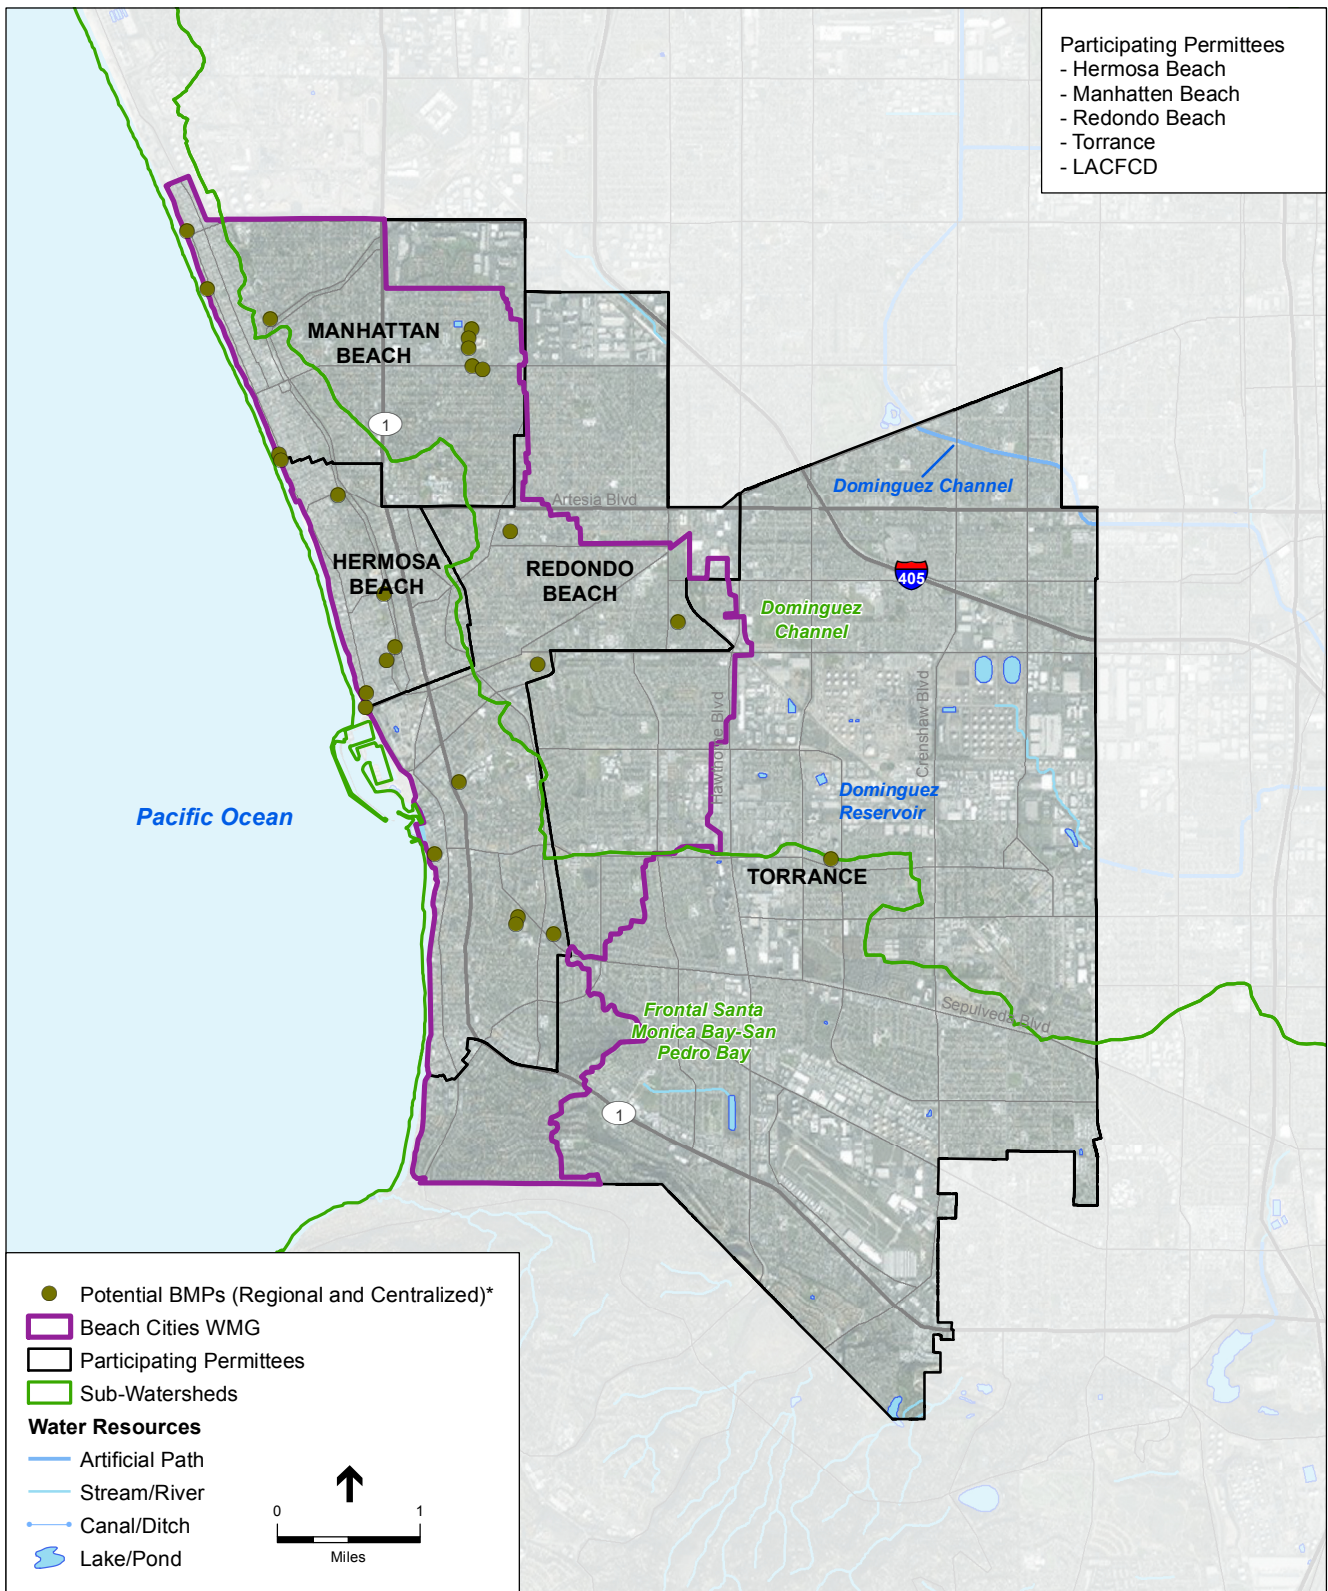 Participating Permittees
- Hermosa Beach
- Manhatten Beach
- Redondo Beach
- Torrance
- LACFCD
MANHATTAN
BEACH
1
Artesia Blvd
Dominguez Channel
HERMOSA
BEACH
REDONDO
BEACH
405
Dominguez
Channel
Hawthorne Blvd
Crenshaw Blvd
Pacific Ocean
Dominguez
Reservoir
TORRANCE
Frontal Santa
Monica Bay-San
Pedro Bay
Sepulveda Blvd
1
Potential BMPs (Regional and Centralized)*
Beach Cities WMG
Participating Permittees
Sub-Watersheds
Water Resources
Artificial Path
Stream/River
Canal/Ditch
Lake/Pond
0 1
Miles